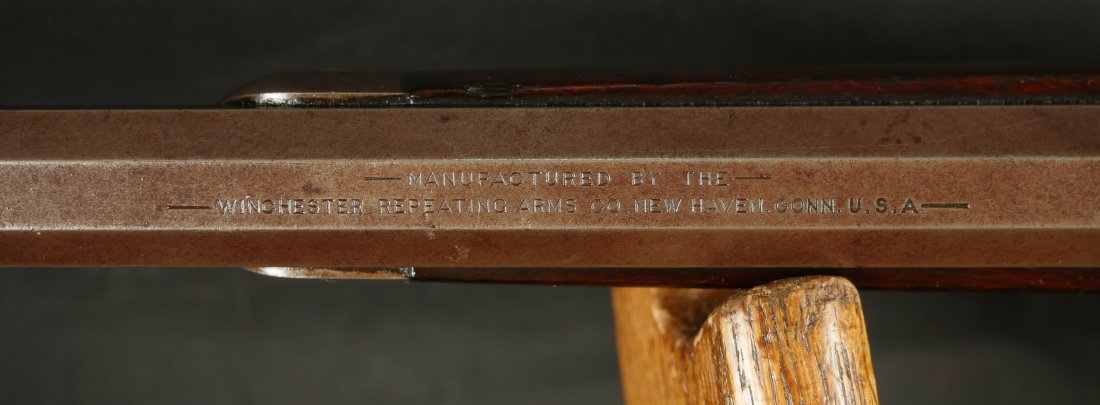 —MANUFACTURED BY THE—
—WINCHESTER REPEATING ARMS CO. NEW HAVEN. CONN. U.S.A.—